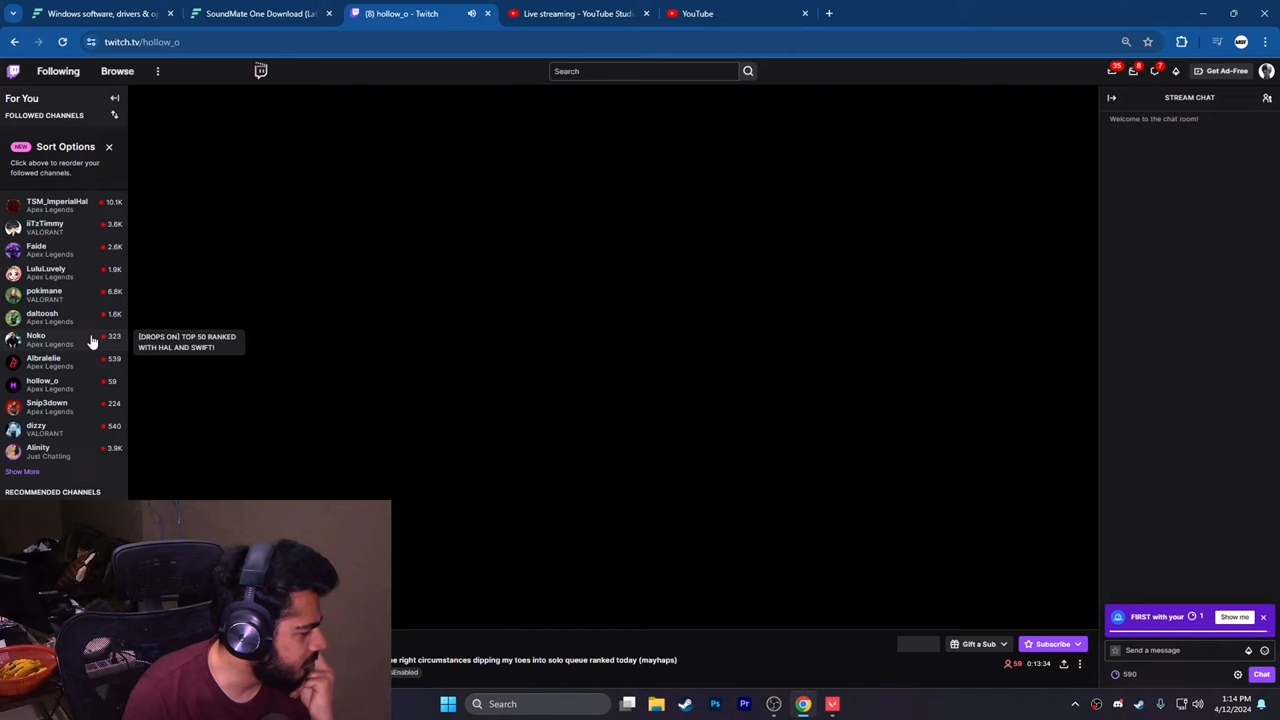 Windows software, drivers & op
SoundMate One Download (Lat
(8) hollow_o - Twitch
Live streaming - YouTube Studi
YouTube
twitch.tv/hollow_o
Following
Browse
Search
35
8
7
Get Ad-Free
For You
FOLLOWED CHANNELS
NEW
Sort Options
Click above to reorder your
followed channels.
TSM_ImperialHal
Apex Legends
10.1K
iiTzTimmy
VALORANT
3.6K
Faide
Apex Legends
2.6K
LuluLuvely
Apex Legends
1.9K
pokimane
VALORANT
6.8K
daltoosh
Apex Legends
1.6K
Noko
Apex Legends
323
[DROPS ON] TOP 50 RANKED
WITH HAL AND SWIFT!
Albralelie
Apex Legends
539
hollow_o
Apex Legends
59
Snip3down
Apex Legends
224
dizzy
VALORANT
540
Alinity
Just Chatting
3.9K
Show More
RECOMMENDED CHANNELS
STREAM CHAT
Welcome to the chat room!
FIRST with your 1
Show me
Send a message
590
Chat
Gift a Sub
Subscribe
e right circumstances dipping my toes into solo queue ranked today (mayhaps)
sEnabled
59
0:13:34
Search
1:14 PM
4/12/2024